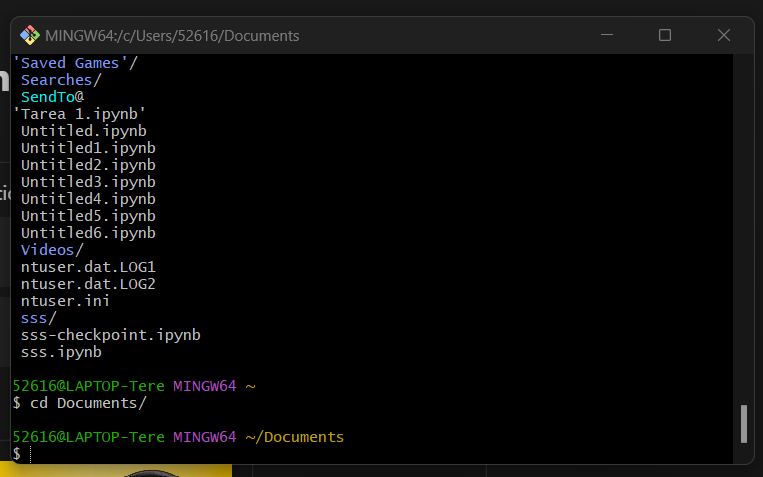 MINGW64:/c/Users/52616/Documents
'Saved Games'/
Searches/
SendTo@
'Tarea 1.ipynb'
Untitled.ipynb
Untitled1.ipynb
Untitled2.ipynb
Untitled3.ipynb
Untitled4.ipynb
Untitled5.ipynb
Untitled6.ipynb
Videos/
ntuser.dat.LOG1
ntuser.dat.LOG2
ntuser.ini
sss/
sss-checkpoint.ipynb
sss.ipynb
52616@LAPTOP-Tere MINGW64 ~
$ cd Documents/
52616@LAPTOP-Tere MINGW64 ~/Documents
$